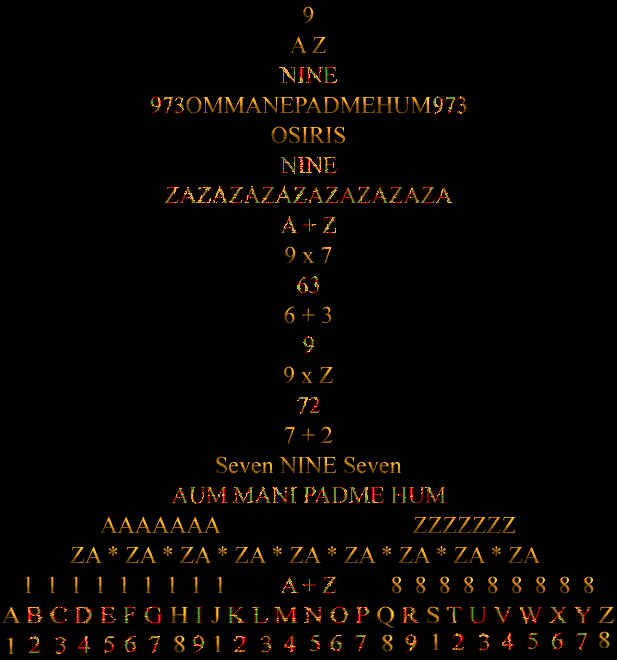 9
A Z
NINE
973OMMANEPADMEHUM973
OSIRIS
NINE
ZAZAZAZAZAZAZAZAZA
A + Z
9 x 7
63
6 + 3
9
9 x Z
72
7 + 2
Seven NINE Seven
AUM MANI PADME HUM
AAAAAAA ZZZZZZZ
ZA * ZA * ZA * ZA * ZA * ZA * ZA * ZA * ZA
1 1 1 1 1 1 1 1 1 A + Z 8 8 8 8 8 8 8 8 8
A B C D E F G H I J K L M N O P Q R S T U V W X Y Z
1 2 3 4 5 6 7 8 9 1 2 3 4 5 6 7 8 9 1 2 3 4 5 6 7 8